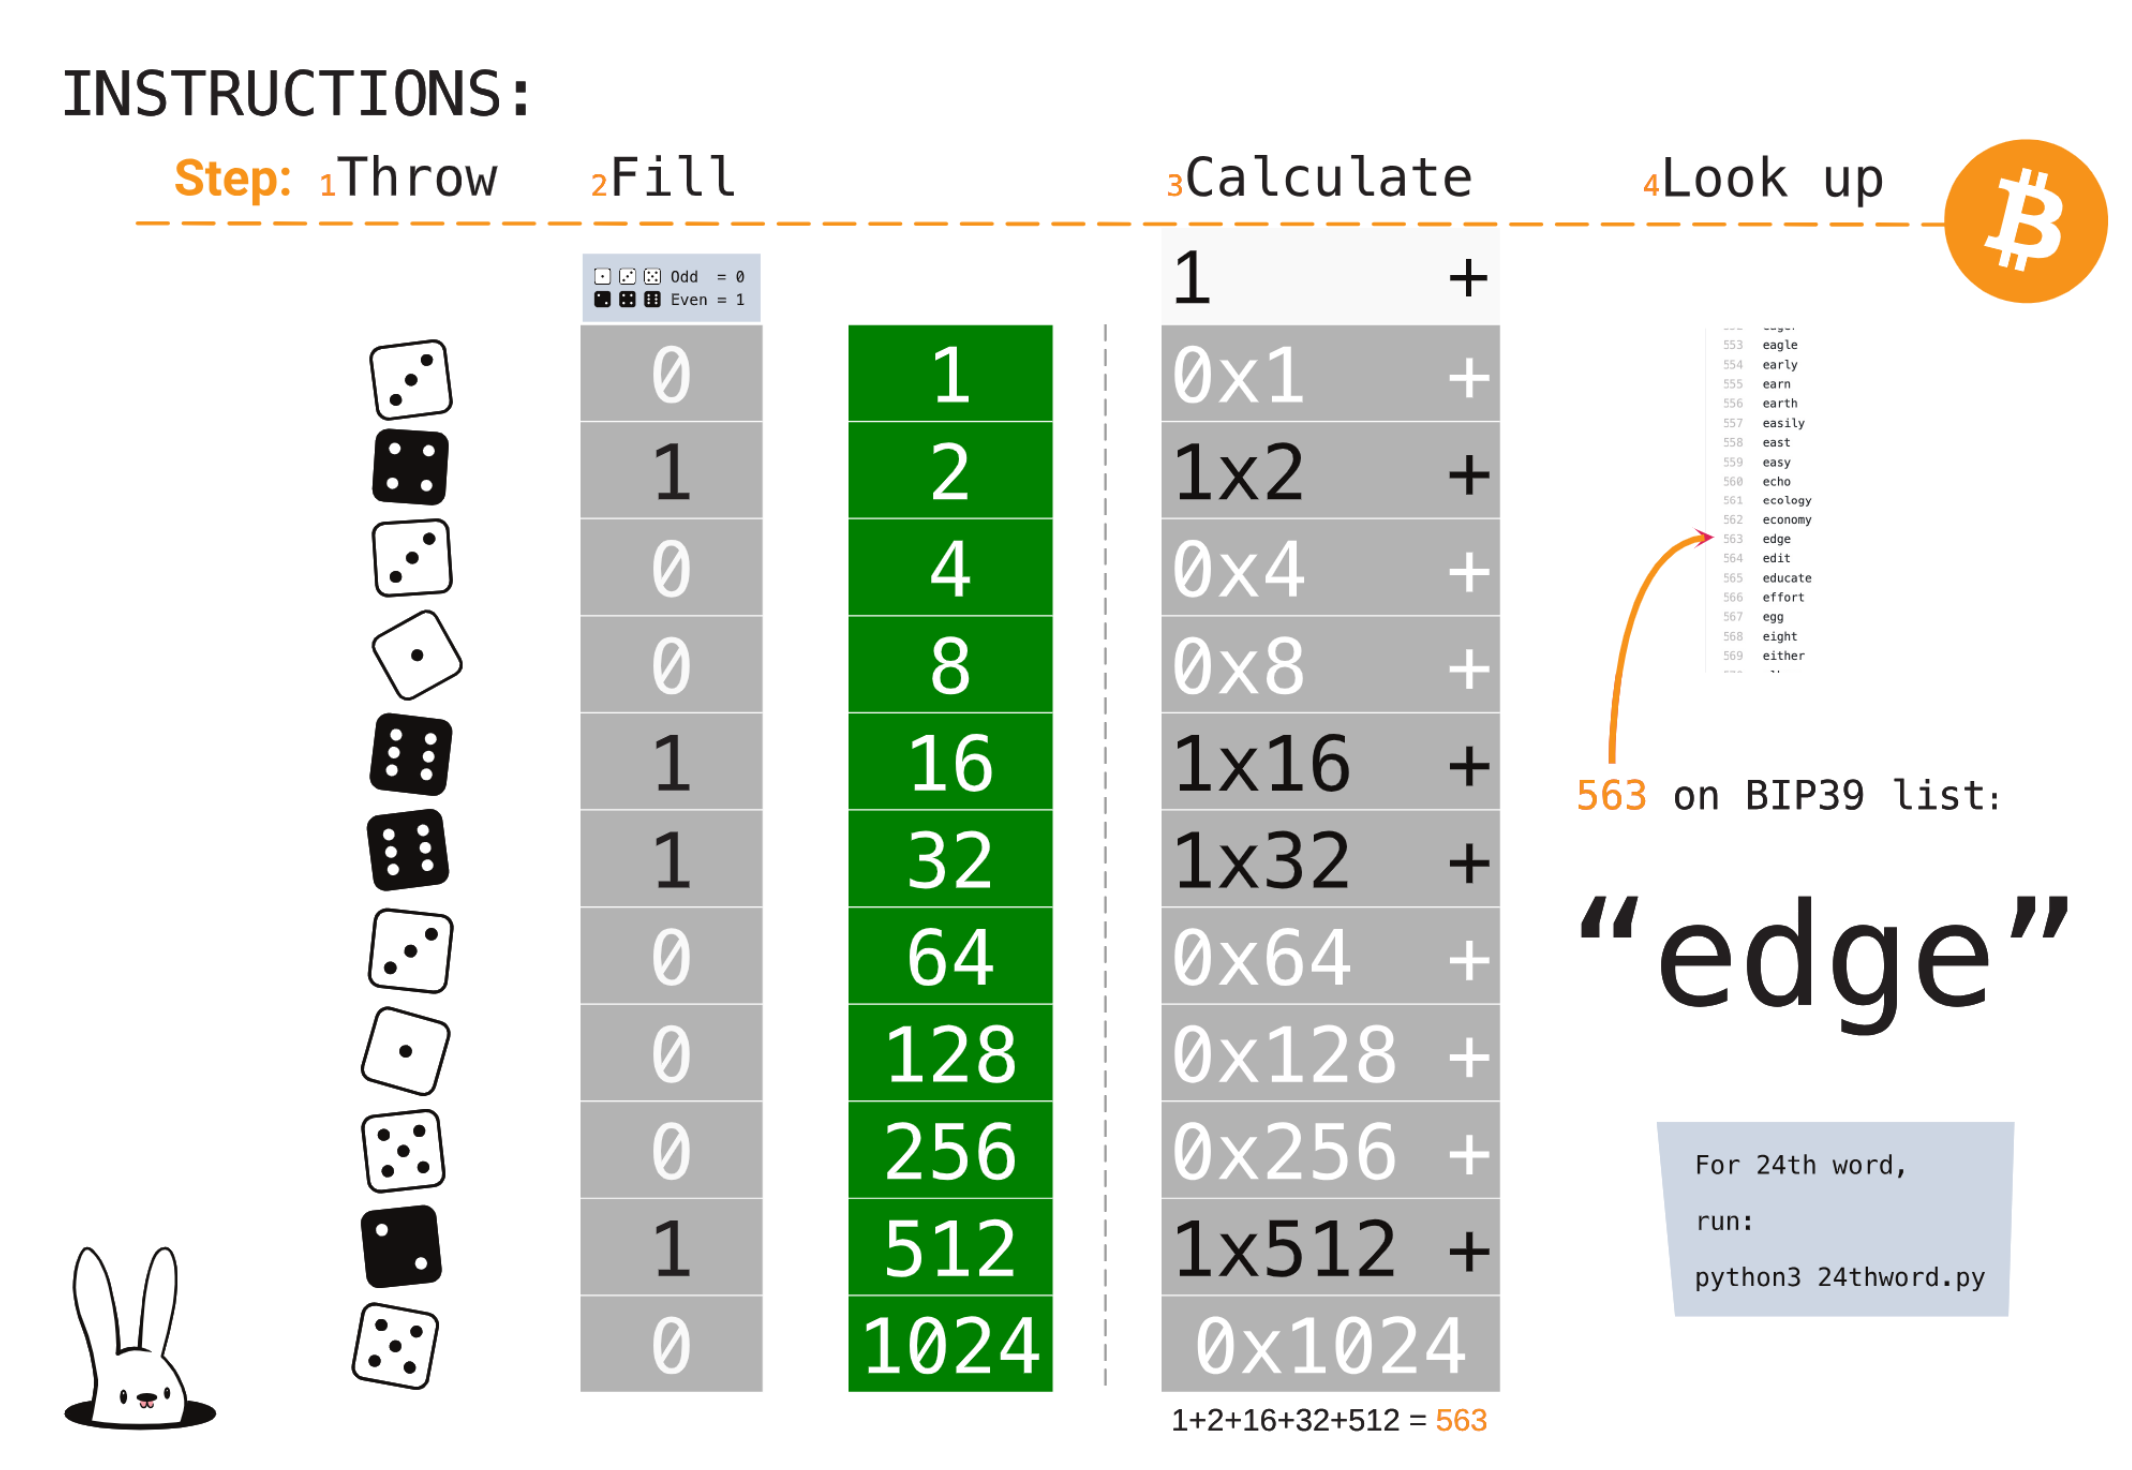 INSTRUCTIONS:
Step: 1Throw 2Fill 3Calculate 4Look up
Odd = 0
Even = 1
1 +
0 1 0x1 +
1 2 1x2 +
0 4 0x4 +
0 8 0x8 +
1 16 1x16 +
1 32 1x32 +
0 64 0x64 +
0 128 0x128 +
0 256 0x256 +
1 512 1x512 +
0 1024 0x1024
1+2+16+32+512 = 563
553 eagle
554 early
555 earn
556 earth
557 easily
558 east
559 easy
560 echo
561 ecology
562 economy
563 edge
564 edit
565 educate
566 effort
567 egg
568 eight
569 either
563 on BIP39 list:
“edge”
For 24th word,
run:
python3 24thword.py